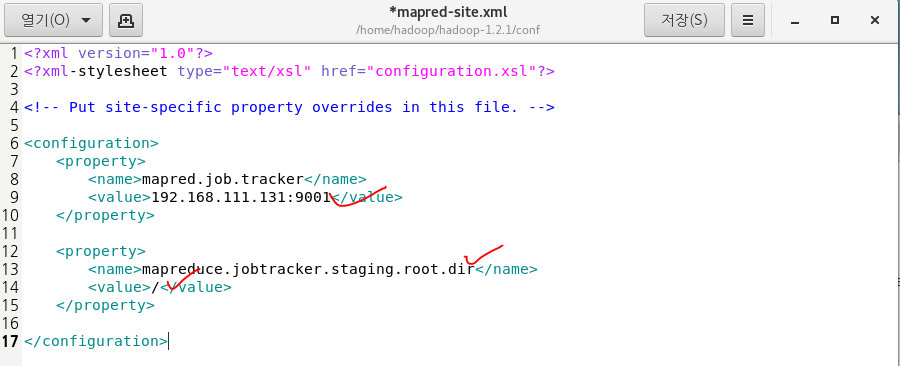 열기(O)
*mapred-site.xml
/home/hadoop/hadoop-1.2.1/conf
저장(S)
1 <?xml version="1.0"?>
2 <?xml-stylesheet type="text/xsl" href="configuration.xsl"?>
3
4 <!-- Put site-specific property overrides in this file. -->
5
6 <configuration>
7     <property>
8         <name>mapred.job.tracker</name>
9         <value>192.168.111.131:9001</value>
10     </property>
11
12     <property>
13         <name>mapreduce.jobtracker.staging.root.dir</name>
14         <value>/</value>
15     </property>
16
17 </configuration>